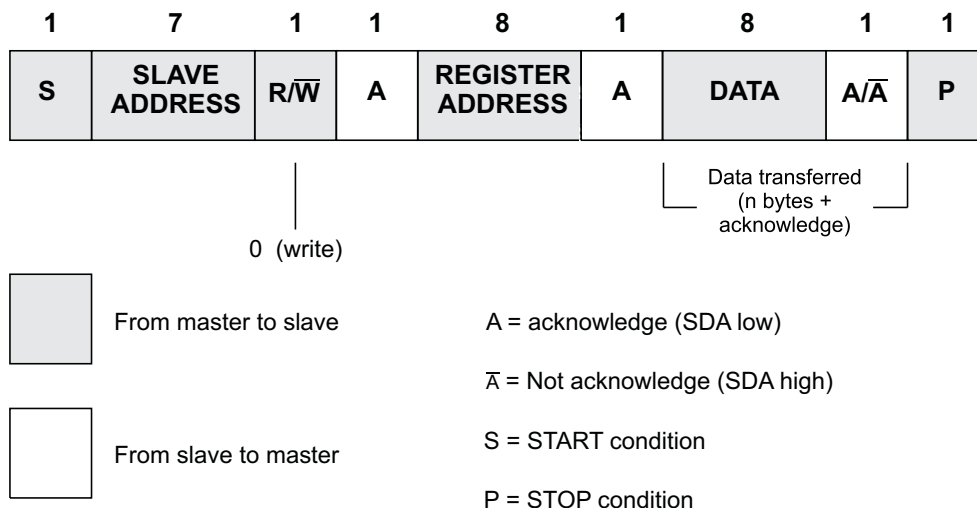 1 7 1 1 8 1 8 1 1
S SLAVE ADDRESS R/W̅ A REGISTER ADDRESS A DATA A/A̅ P
Data transferred
(n bytes +
acknowledge)
0 (write)
From master to slave
A = acknowledge (SDA low)
A̅ = Not acknowledge (SDA high)
From slave to master
S = START condition
P = STOP condition